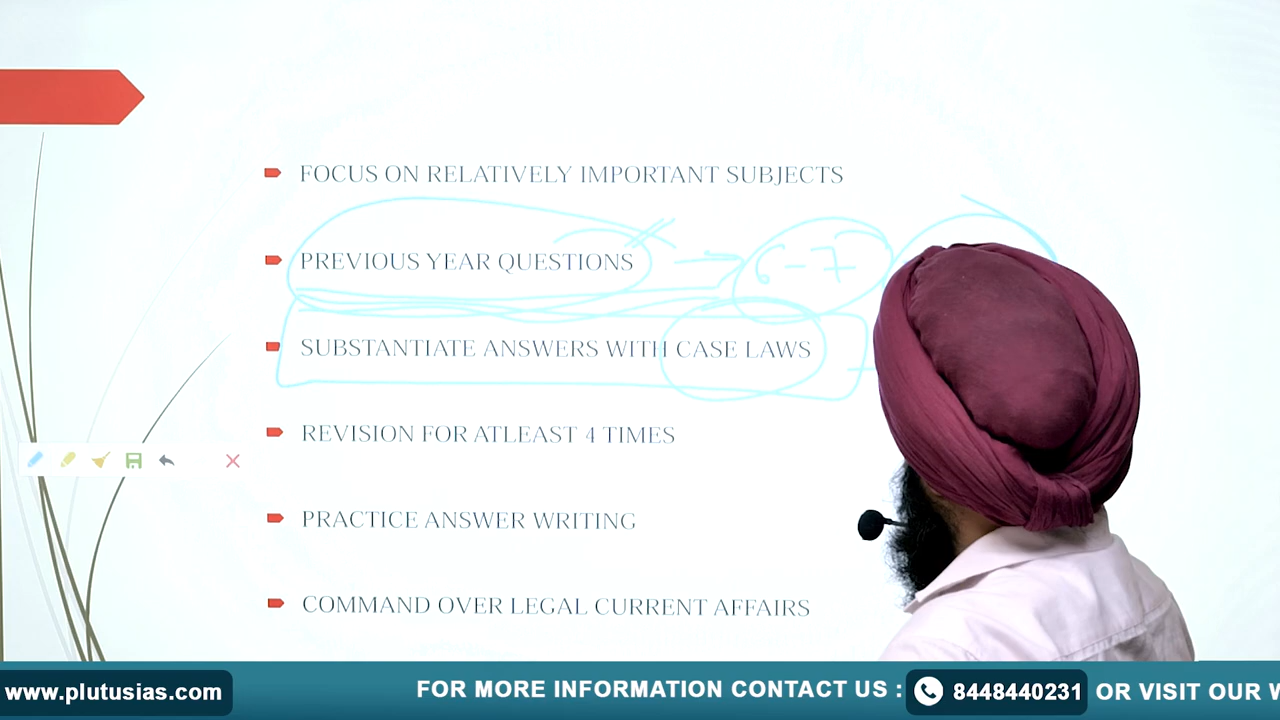 FOCUS ON RELATIVELY IMPORTANT SUBJECTS
PREVIOUS YEAR QUESTIONS → 6-7
SUBSTANTIATE ANSWERS WITH CASE LAWS
REVISION FOR ATLEAST 4 TIMES
PRACTICE ANSWER WRITING
COMMAND OVER LEGAL CURRENT AFFAIRS
www.plutusias.com FOR MORE INFORMATION CONTACT US : 8448440231 OR VISIT OUR W